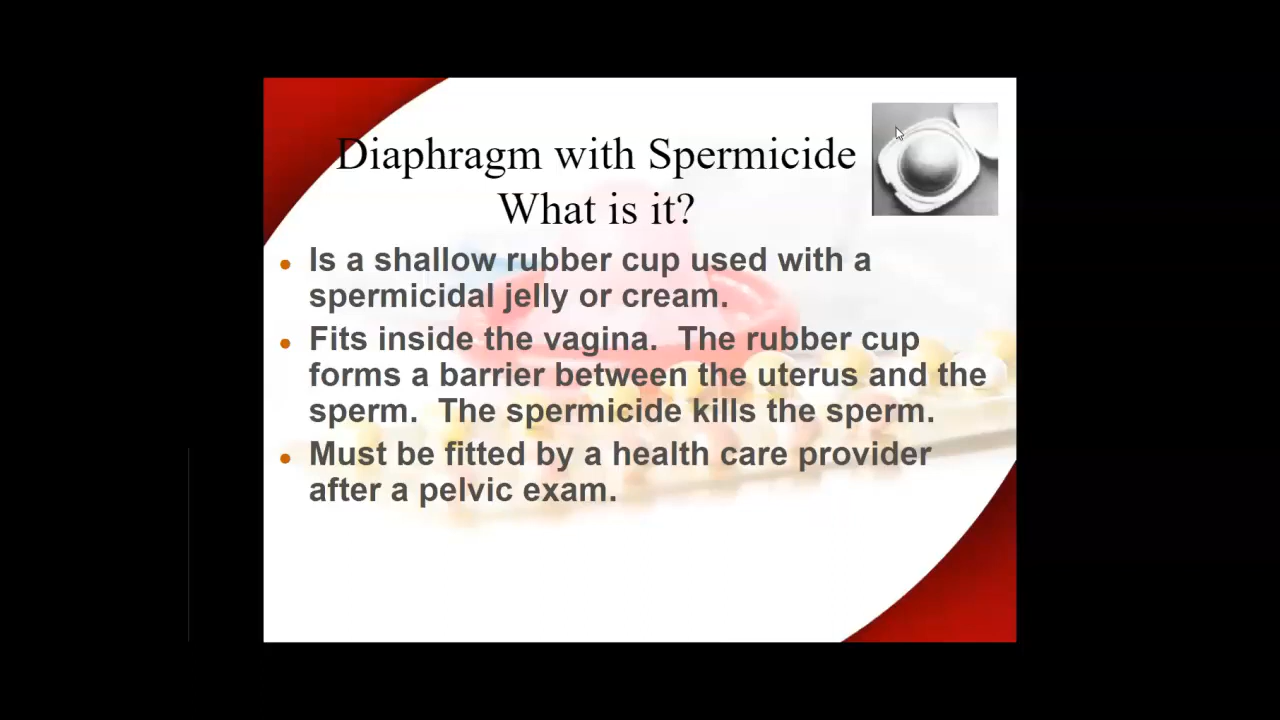 Diaphragm with Spermicide
What is it?
Is a shallow rubber cup used with a
spermicidal jelly or cream.
Fits inside the vagina.  The rubber cup
forms a barrier between the uterus and the
sperm.  The spermicide kills the sperm.
Must be fitted by a health care provider
after a pelvic exam.